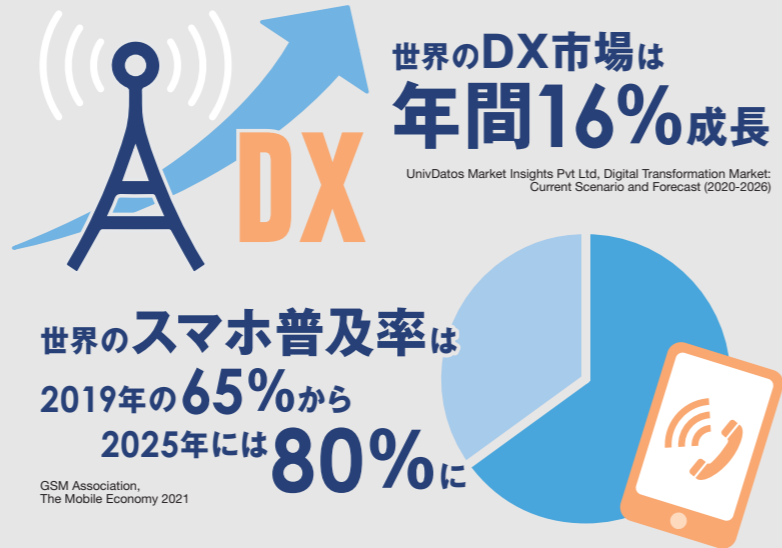 DX
世界のDX市場は
年間16%成長
UnivDatos Market Insights Pvt Ltd, Digital Transformation Market:
Current Scenario and Forecast (2020-2026)
世界のスマホ普及率は
2019年の65%から
2025年には80%に
GSM Association,
The Mobile Economy 2021